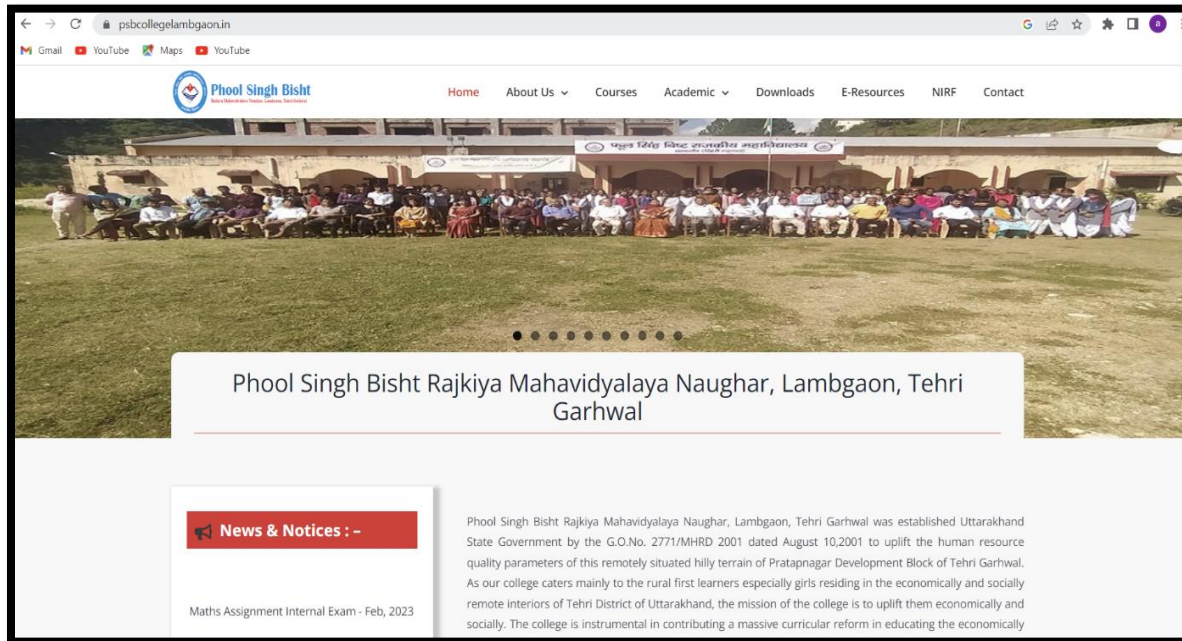 psbcollegelambgaon.in
Gmail YouTube Maps YouTube
Phool Singh Bisht
Home About Us Courses Academic Downloads E-Resources NIRF Contact
फूल सिंह बिष्ट राजकीय महाविद्यालय
Phool Singh Bisht Rajkiya Mahavidyalaya Naughar, Lambgaon, Tehri
Garhwal
News & Notices : –
Maths Assignment Internal Exam - Feb, 2023
Phool Singh Bisht Rajkiya Mahavidyalaya Naughar, Lambgaon, Tehri Garhwal was established Uttarakhand
State Government by the G.O.No. 2771/MHRD 2001 dated August 10,2001 to uplift the human resource
quality parameters of this remotely situated hilly terrain of Pratapnagar Development Block of Tehri Garhwal.
As our college caters mainly to the rural first learners especially girls residing in the economically and socially
remote interiors of Tehri District of Uttarakhand, the mission of the college is to uplift them economically and
socially. The college is instrumental in contributing a massive curricular reform in educating the economically